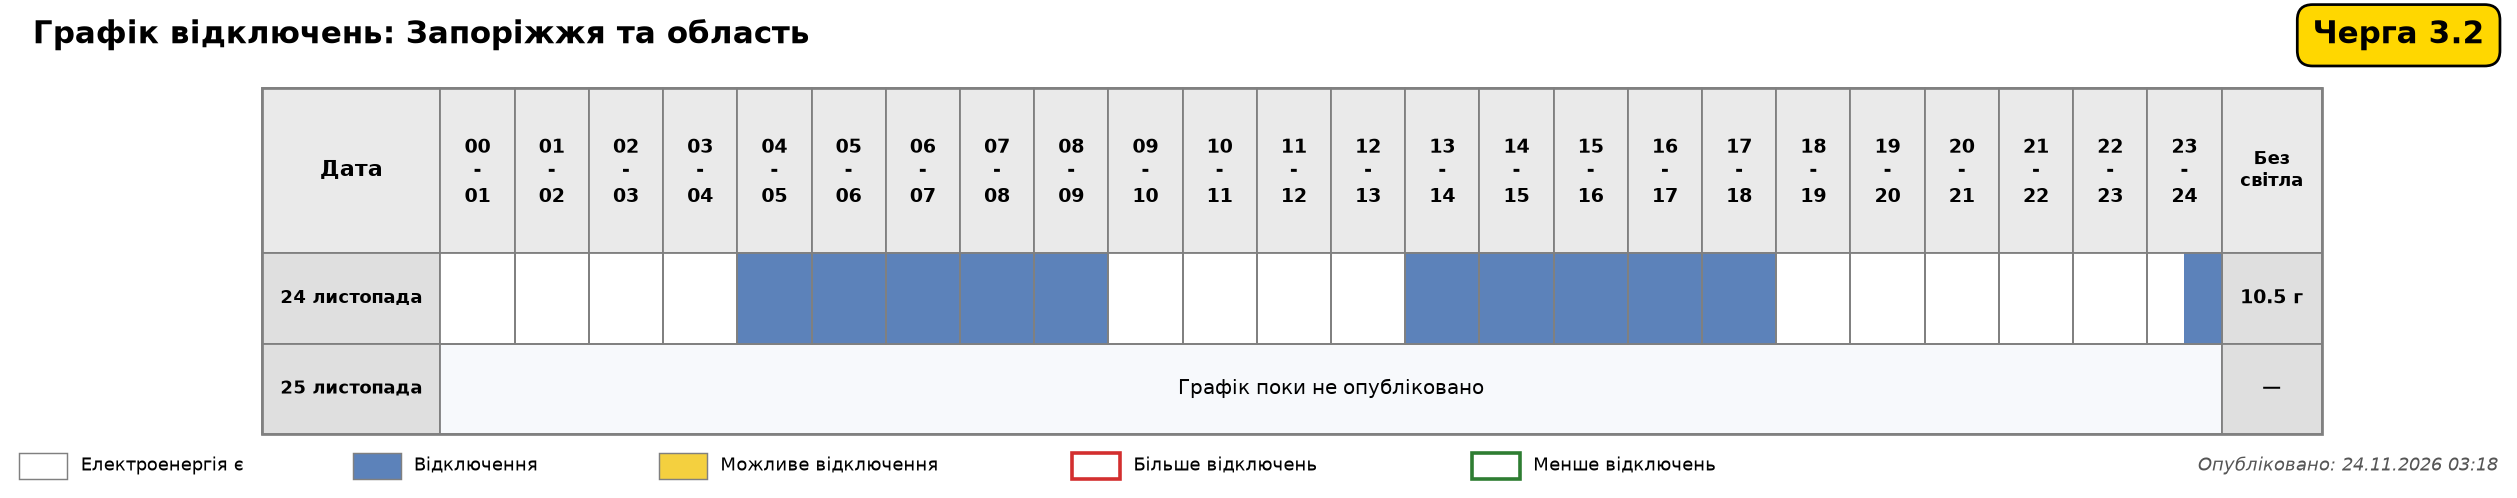 Графік відключень: Запоріжжя та область
Черга 3.2
Дата
00 - 01
01 - 02
02 - 03
03 - 04
04 - 05
05 - 06
06 - 07
07 - 08
08 - 09
09 - 10
10 - 11
11 - 12
12 - 13
13 - 14
14 - 15
15 - 16
16 - 17
17 - 18
18 - 19
19 - 20
20 - 21
21 - 22
22 - 23
23 - 24
Без
світла
24 листопада
10.5 г
25 листопада
Графік поки не опубліковано
—
Електроенергія є
Відключення
Можливе відключення
Більше відключень
Менше відключень
Опубліковано: 24.11.2026 03:18